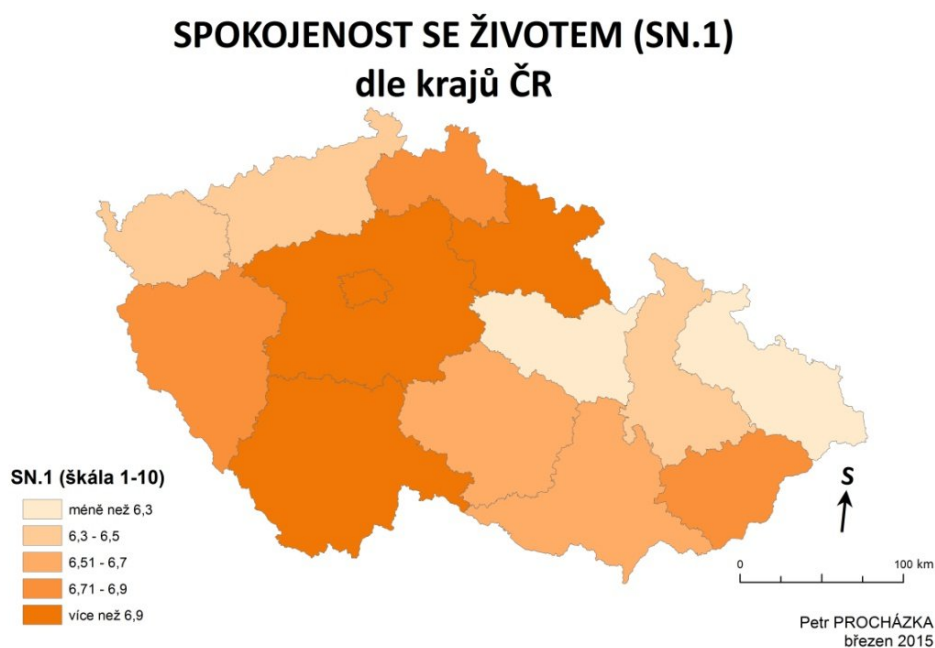 SPOKOJENOST SE ŽIVOTEM (SN.1)
dle krajů ČR
SN.1 (škála 1-10)
méně než 6,3
6,3 - 6,5
6,51 - 6,7
6,71 - 6,9
více než 6,9
S
0 100 km
Petr PROCHÁZKA
březen 2015